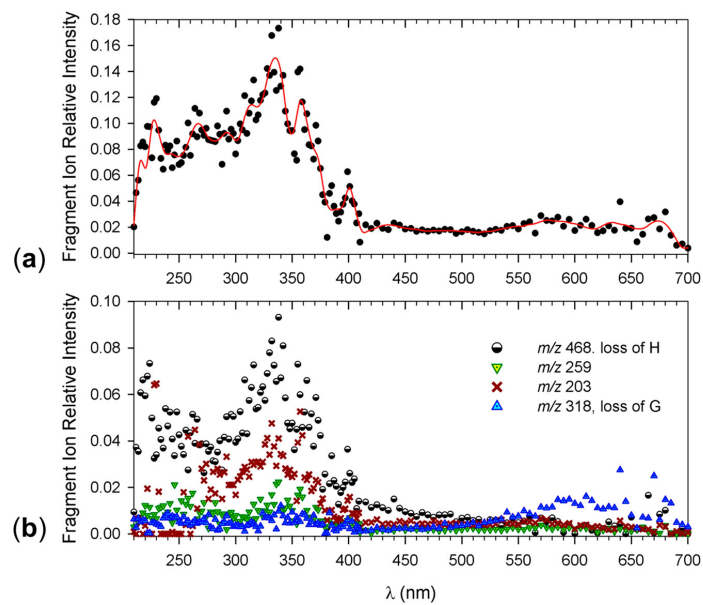 0.18
0.16
0.14
0.12
0.10
0.08
0.06
0.04
0.02
0.00
Fragment Ion Relative Intensity
(a)
250 300 350 400 450 500 550 600 650 700
0.10
0.08
0.06
0.04
0.02
0.00
Fragment Ion Relative Intensity
(b)
m/z 468. loss of H
m/z 259
m/z 203
m/z 318, loss of G
250 300 350 400 450 500 550 600 650 700
λ (nm)